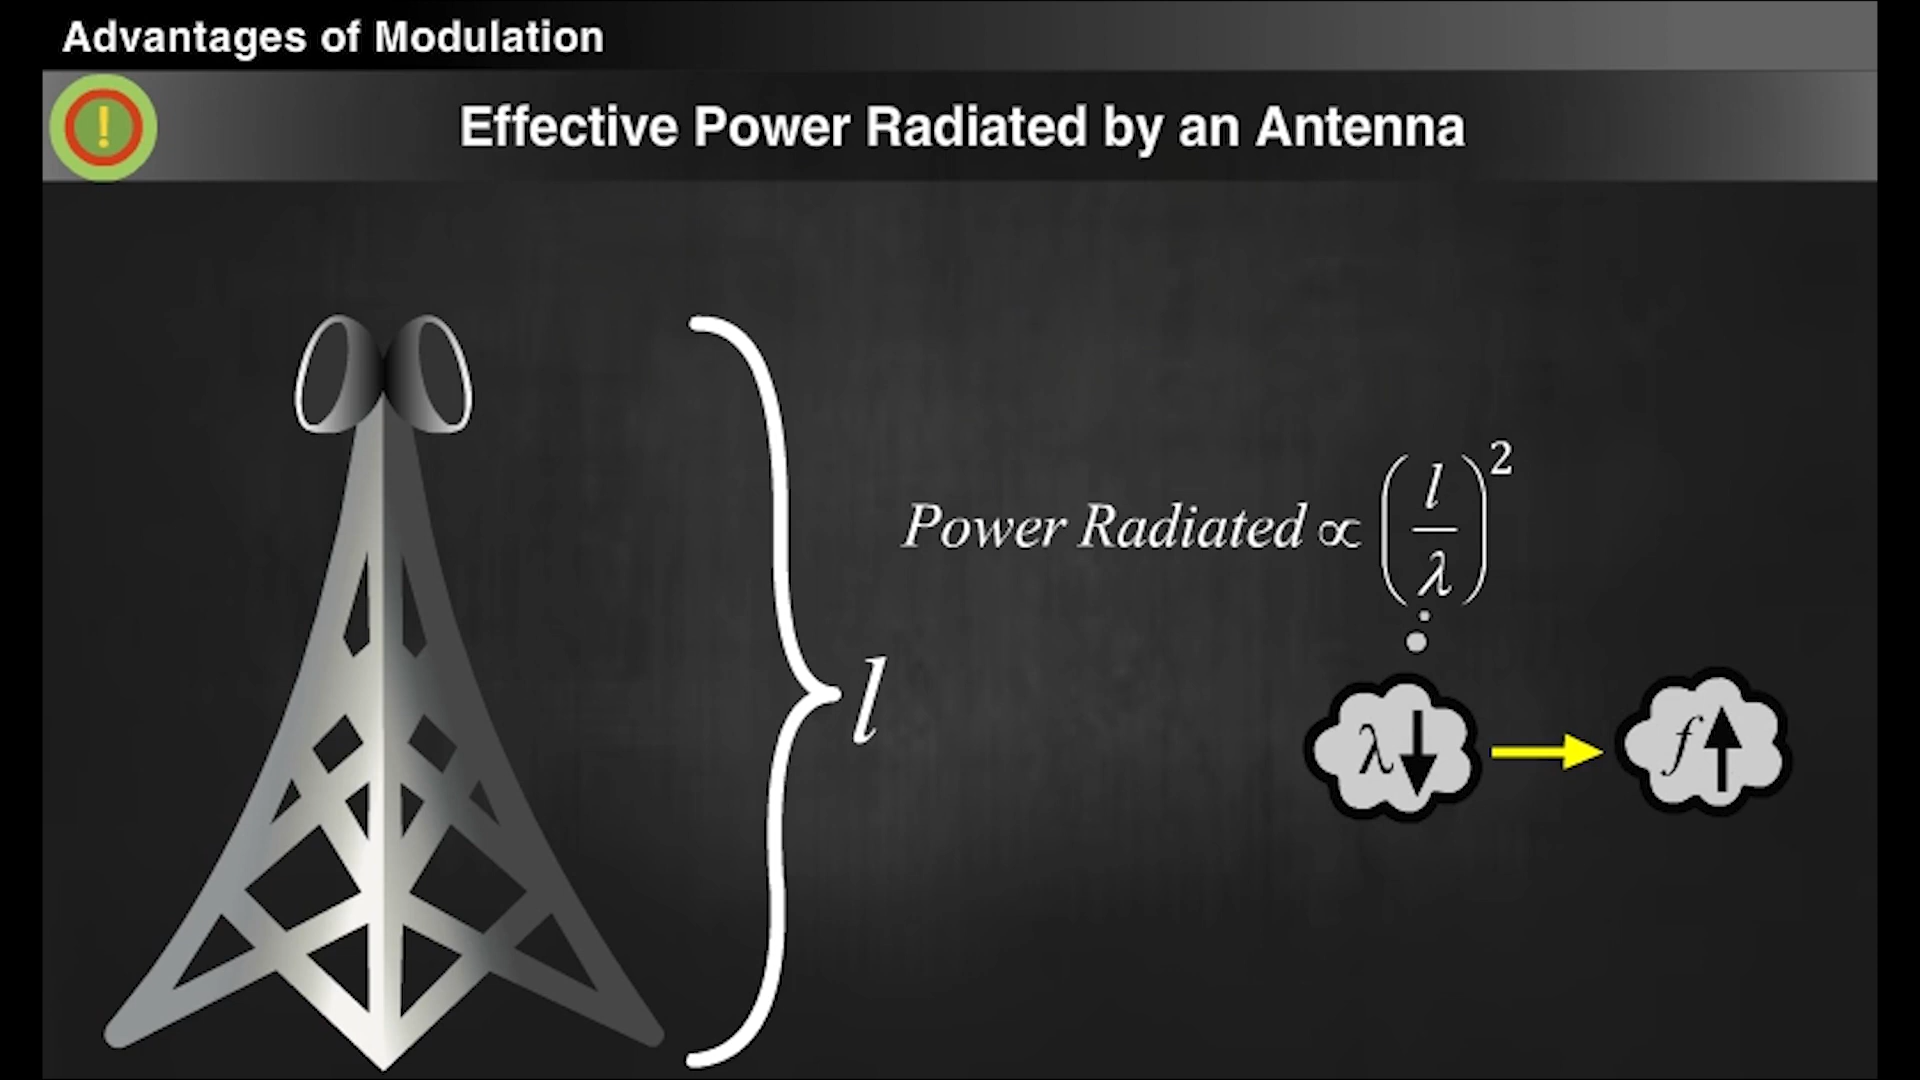 Advantages of Modulation
!
Effective Power Radiated by an Antenna
Power Radiated ∝ (l/λ)²
l
λ↓ → f↑